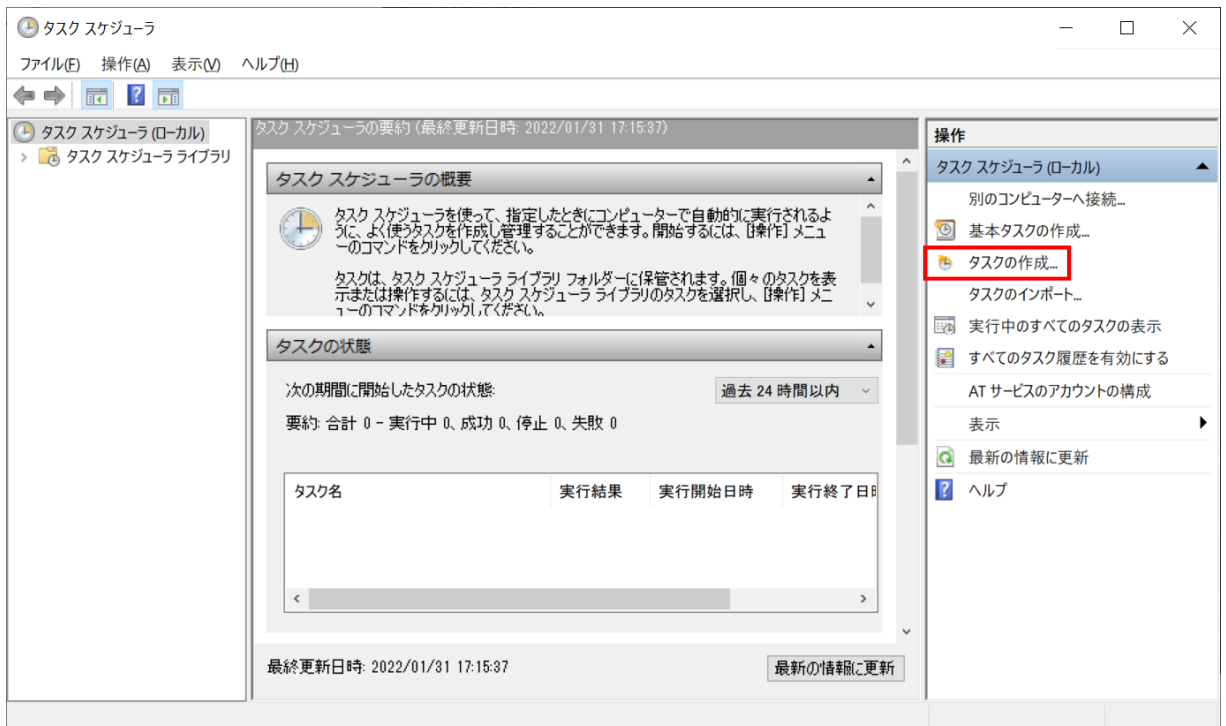 タスク スケジューラ
ファイル(F) 操作(A) 表示(V) ヘルプ(H)
タスク スケジューラ (ローカル)
タスク スケジューラ ライブラリ
タスク スケジューラの要約 (最終更新日時: 2022/01/31 17:15:37)
タスク スケジューラの概要
タスク スケジューラを使って、指定したときにコンピューターで自動的に実行されるよ
うに、よく使うタスクを作成し管理することができます。開始するには、[操作] メニュ
ーのコマンドをクリックしてください。
タスクは、タスク スケジューラ ライブラリ フォルダーに保管されます。個々のタスクを表
示または操作するには、タスク スケジューラ ライブラリのタスクを選択し、[操作] メニ
ューのコマンドをクリックしてください。
タスクの状態
次の期間に開始したタスクの状態:
過去 24 時間以内
要約: 合計 0 - 実行中 0、成功 0、停止 0、失敗 0
タスク名 実行結果 実行開始日時 実行終了日時
最終更新日時: 2022/01/31 17:15:37
最新の情報に更新
操作
タスク スケジューラ (ローカル)
別のコンピューターへ接続...
基本タスクの作成...
タスクの作成...
タスクのインポート...
実行中のすべてのタスクの表示
すべてのタスク履歴を有効にする
AT サービスのアカウントの構成
表示
最新の情報に更新
ヘルプ